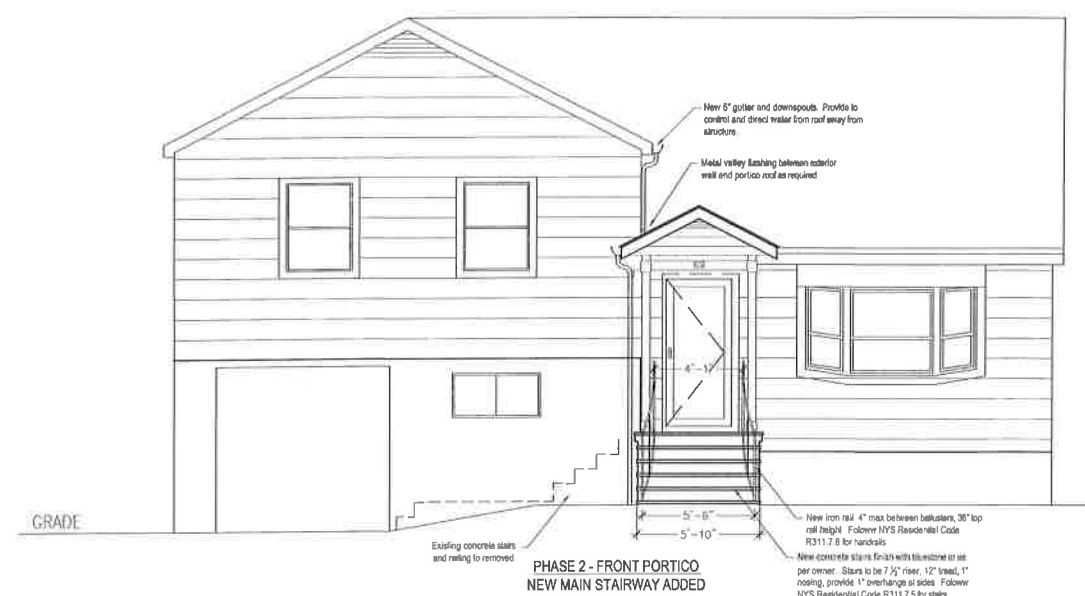 New 6" gutter and downspouts. Provide to
control and direct water from roof away from
structure.
Metal valley flashing between exterior
wall and portico roof as required
4'-1"
GRADE
5'-6"
5'-10"
Existing concrete stairs
and railing to removed
PHASE 2 - FRONT PORTICO
NEW MAIN STAIRWAY ADDED
New iron rail 4" max between ballusters, 36" top
rail height Foloww NYS Residential Code
R311.7.8 for handrails
New concrete stairs finish with bluestone to be
per owner. Stairs to be 7 ½" riser, 12" tread, 1"
nosing, provide 1" overhange at sides Foloww
NYS Residential Code R311.7.5 for stairs